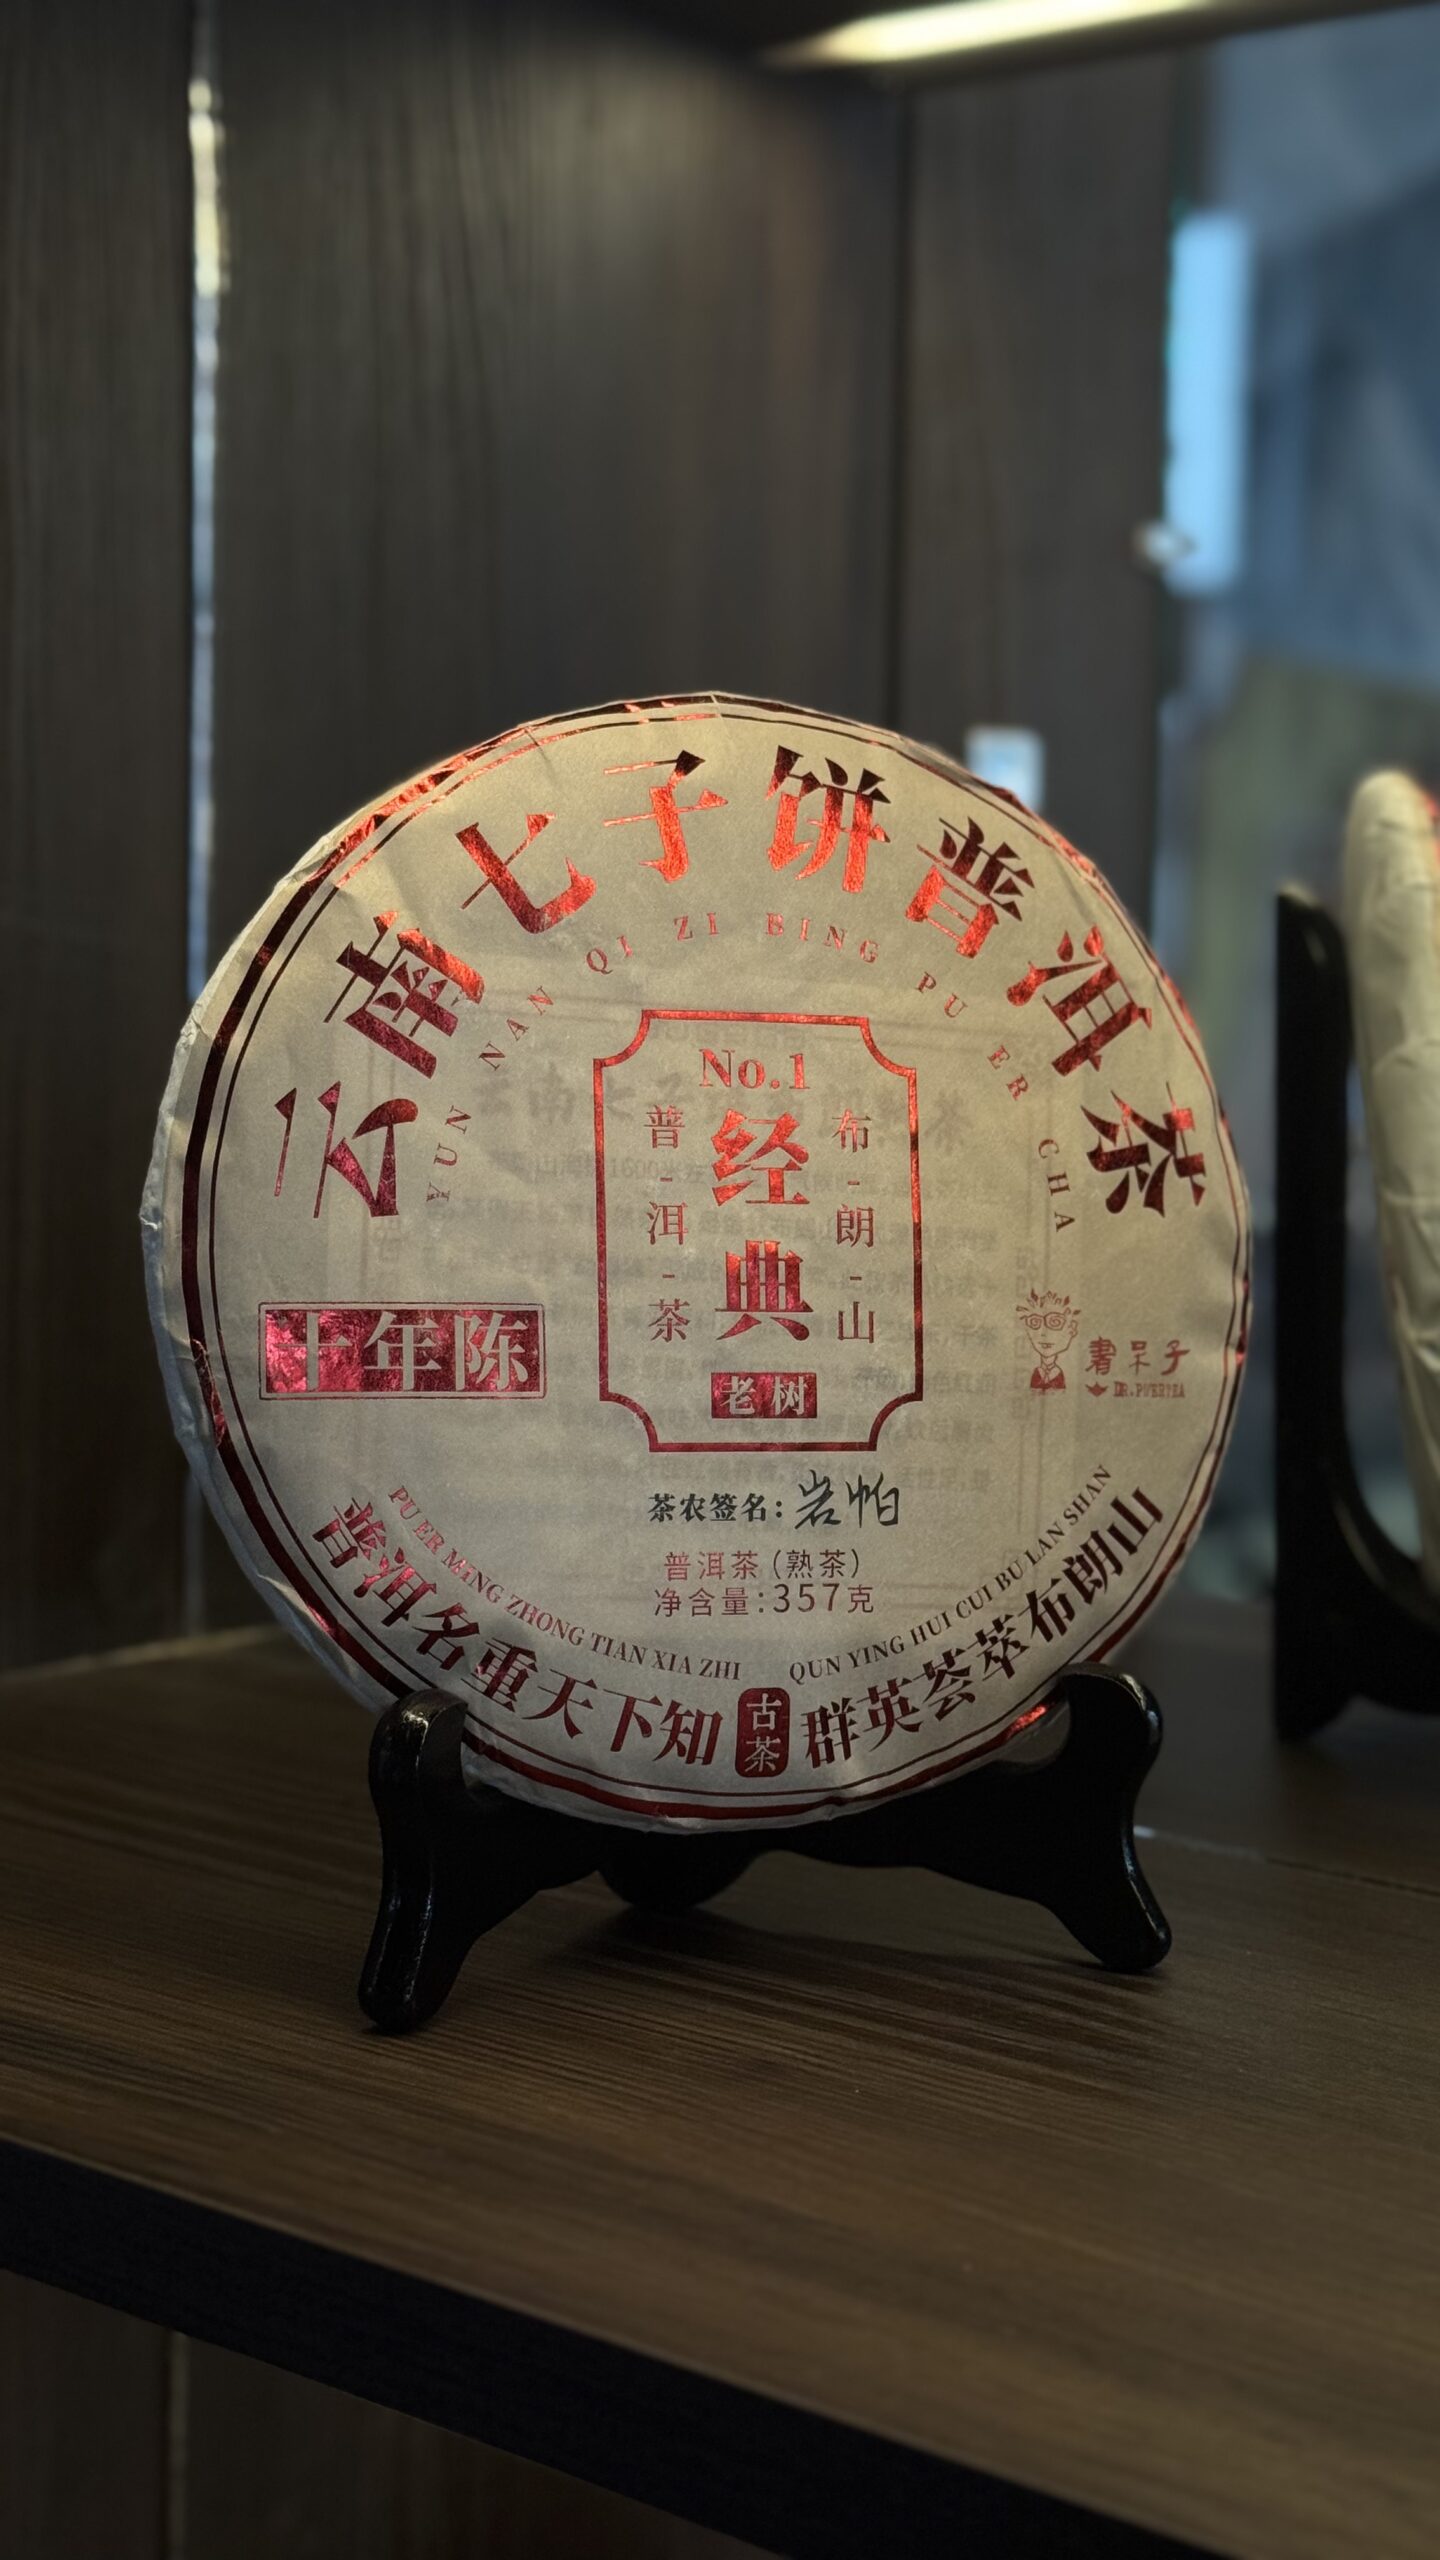 云南七子饼普洱茶
YUN NAN QI ZI BING PU ER CHA
No.1
经典
布-朗-山
普-洱-茶
老树
十年陈
書呆子
DR.PU'ERTEA
茶农签名:岩帕
普洱茶(熟茶)
净含量:357克
PU ER MING ZHONG TIAN XIA ZHI
QUN YING HUI CUI BU LAN SHAN
普洱名重天下知
古茶
群英荟萃布朗山